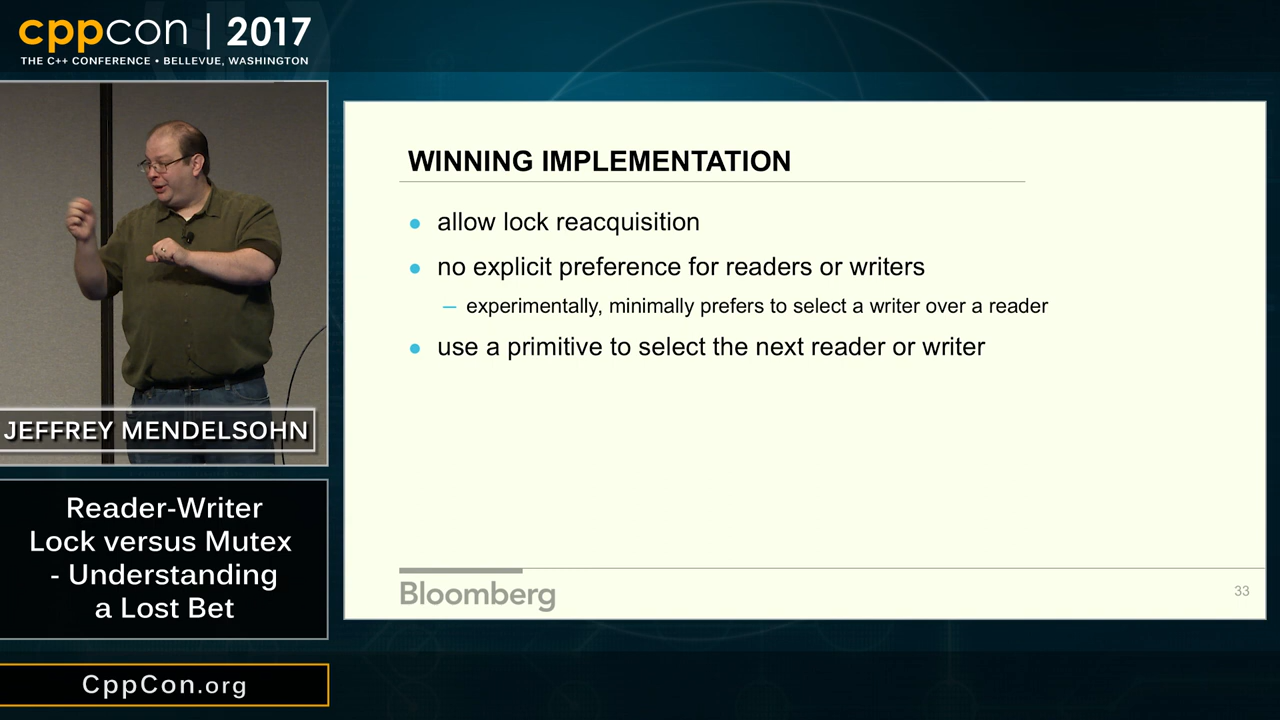 cppcon | 2017
THE C++ CONFERENCE • BELLEVUE, WASHINGTON
JEFFREY MENDELSOHN
Reader-Writer
Lock versus Mutex
- Understanding
a Lost Bet
CppCon.org
WINNING IMPLEMENTATION
• allow lock reacquisition
• no explicit preference for readers or writers
– experimentally, minimally prefers to select a writer over a reader
• use a primitive to select the next reader or writer
Bloomberg
33